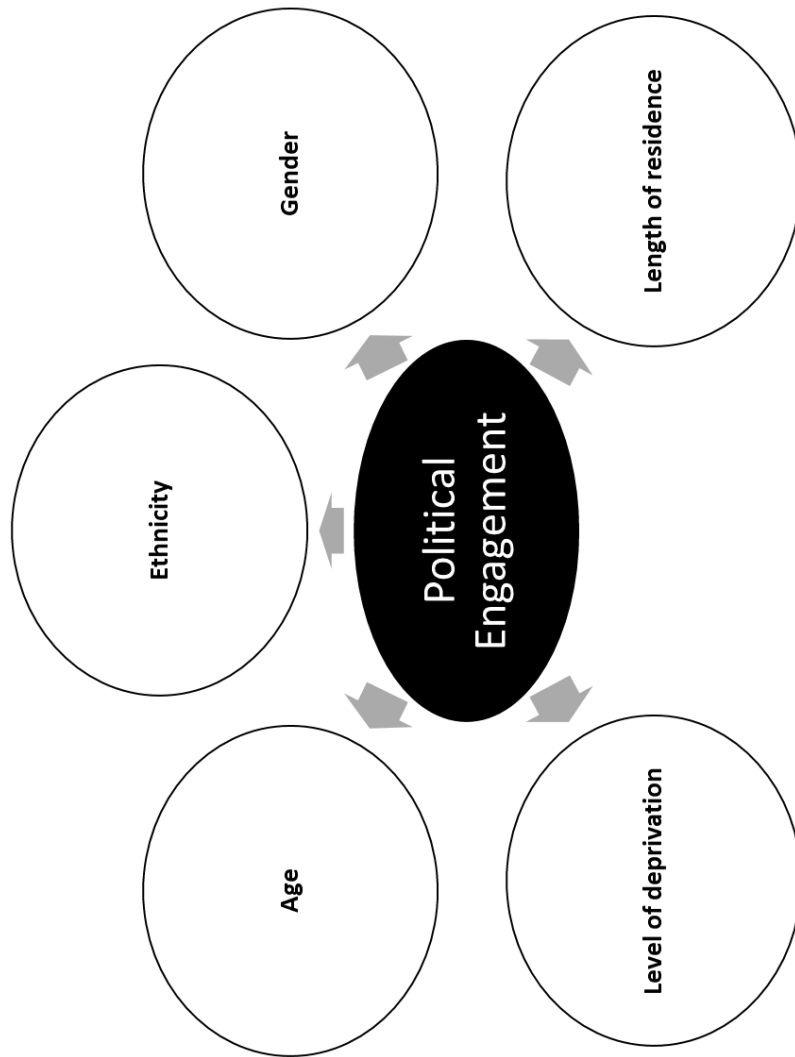 Ethnicity
Age
Gender
Political
Engagement
Level of deprivation
Length of residence